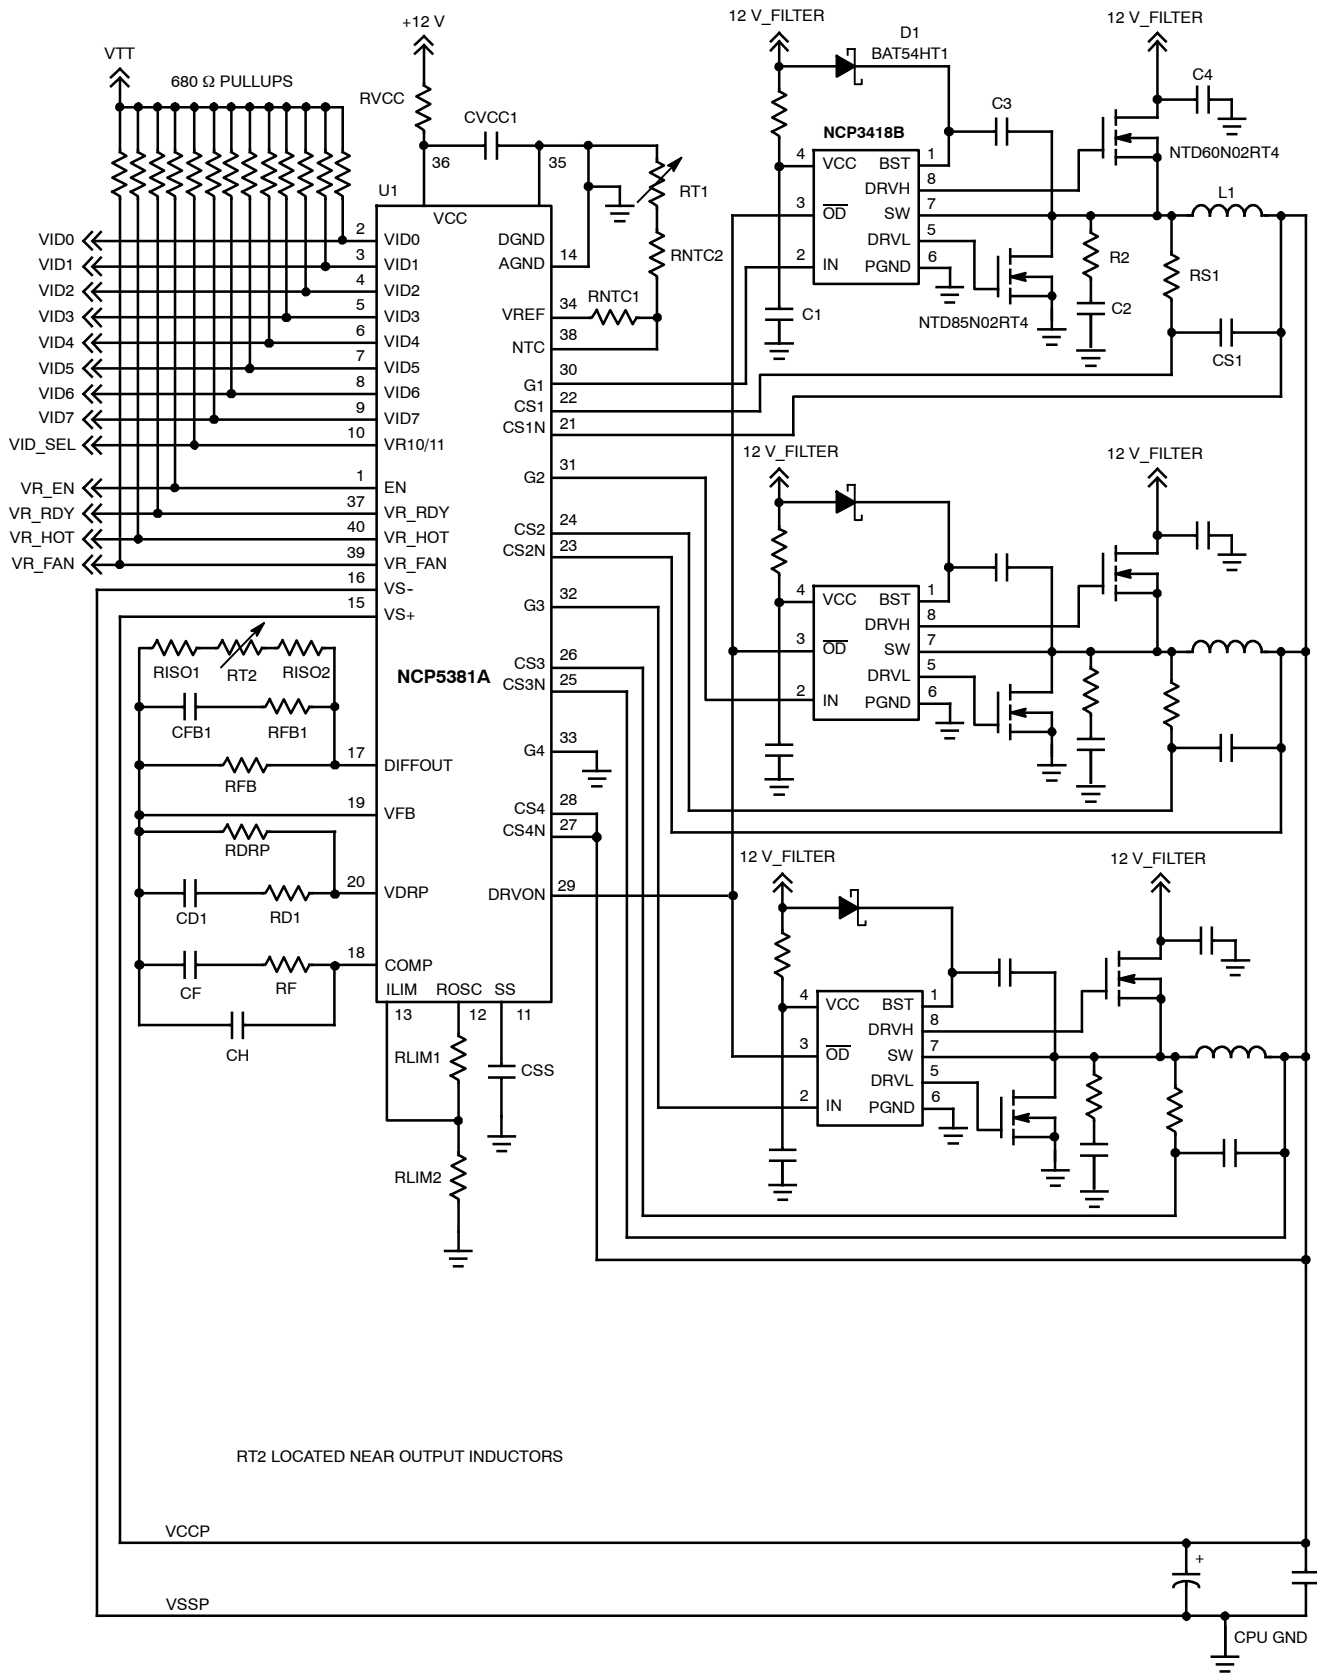 +12 V
12 V_FILTER
12 V_FILTER
D1
BAT54HT1
VTT
680 Ω PULLUPS
RVCC
CVCC1
C3
C4
NCP3418B
NTD60N02RT4
36
35
U1
VCC
RT1
4 VCC BST 1
DRVH 8
3 OD SW 7
DRVL 5
2 IN PGND 6
L1
R2
RS1
C1
C2
NTD85N02RT4
CS1
VID0 2 VID0
VID1 3 VID1
VID2 4 VID2
VID3 5 VID3
VID4 6 VID4
VID5 7 VID5
VID6 8 VID6
VID7 9 VID7
VID_SEL 10 VR10/11
VR_EN 1 EN
VR_RDY 37 VR_RDY
VR_HOT 40 VR_HOT
VR_FAN 39 VR_FAN
16 VS-
15 VS+
DGND
AGND 14
RNTC2
RNTC1
VREF 34
NTC 38
G1 30
CS1 22
CS1N 21
G2 31
CS2 24
CS2N 23
G3 32
CS3 26
CS3N 25
G4 33
CS4 28
CS4N 27
DRVON 29
NCP5381A
RISO1
RT2
RISO2
CFB1
RFB1
17 DIFFOUT
RFB
19 VFB
RDRP
20 VDRP
CD1
RD1
18 COMP
CF
RF
CH
ILIM ROSC SS
13
12
11
RLIM1
CSS
RLIM2
12 V_FILTER
12 V_FILTER
4 VCC BST 1
DRVH 8
3 OD SW 7
DRVL 5
2 IN PGND 6
12 V_FILTER
12 V_FILTER
4 VCC BST 1
DRVH 8
3 OD SW 7
DRVL 5
2 IN PGND 6
RT2 LOCATED NEAR OUTPUT INDUCTORS
VCCP
+
VSSP
CPU GND